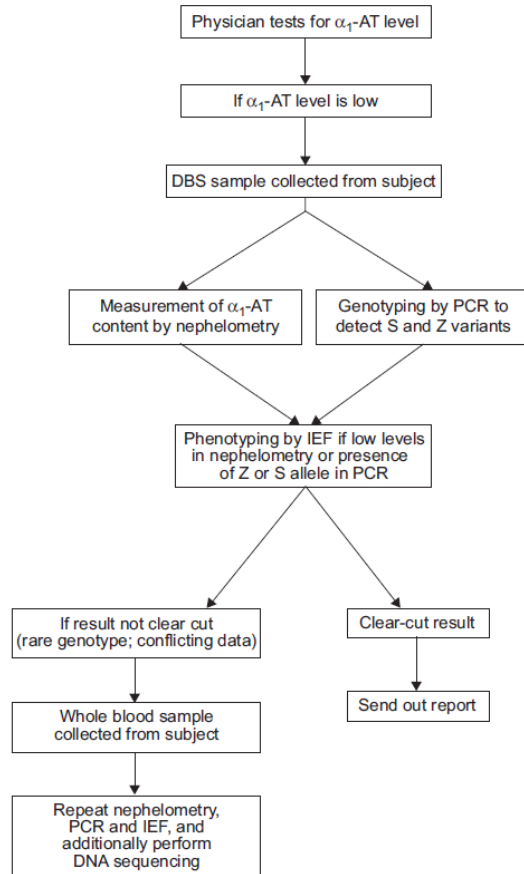 Physician tests for α₁-AT level
If α₁-AT level is low
DBS sample collected from subject
Measurement of α₁-AT
content by nephelometry
Genotyping by PCR to
detect S and Z variants
Phenotyping by IEF if low levels
in nephelometry or presence
of Z or S allele in PCR
If result not clear cut
(rare genotype; conflicting data)
Clear-cut result
Whole blood sample
collected from subject
Send out report
Repeat nephelometry,
PCR and IEF, and
additionally perform
DNA sequencing